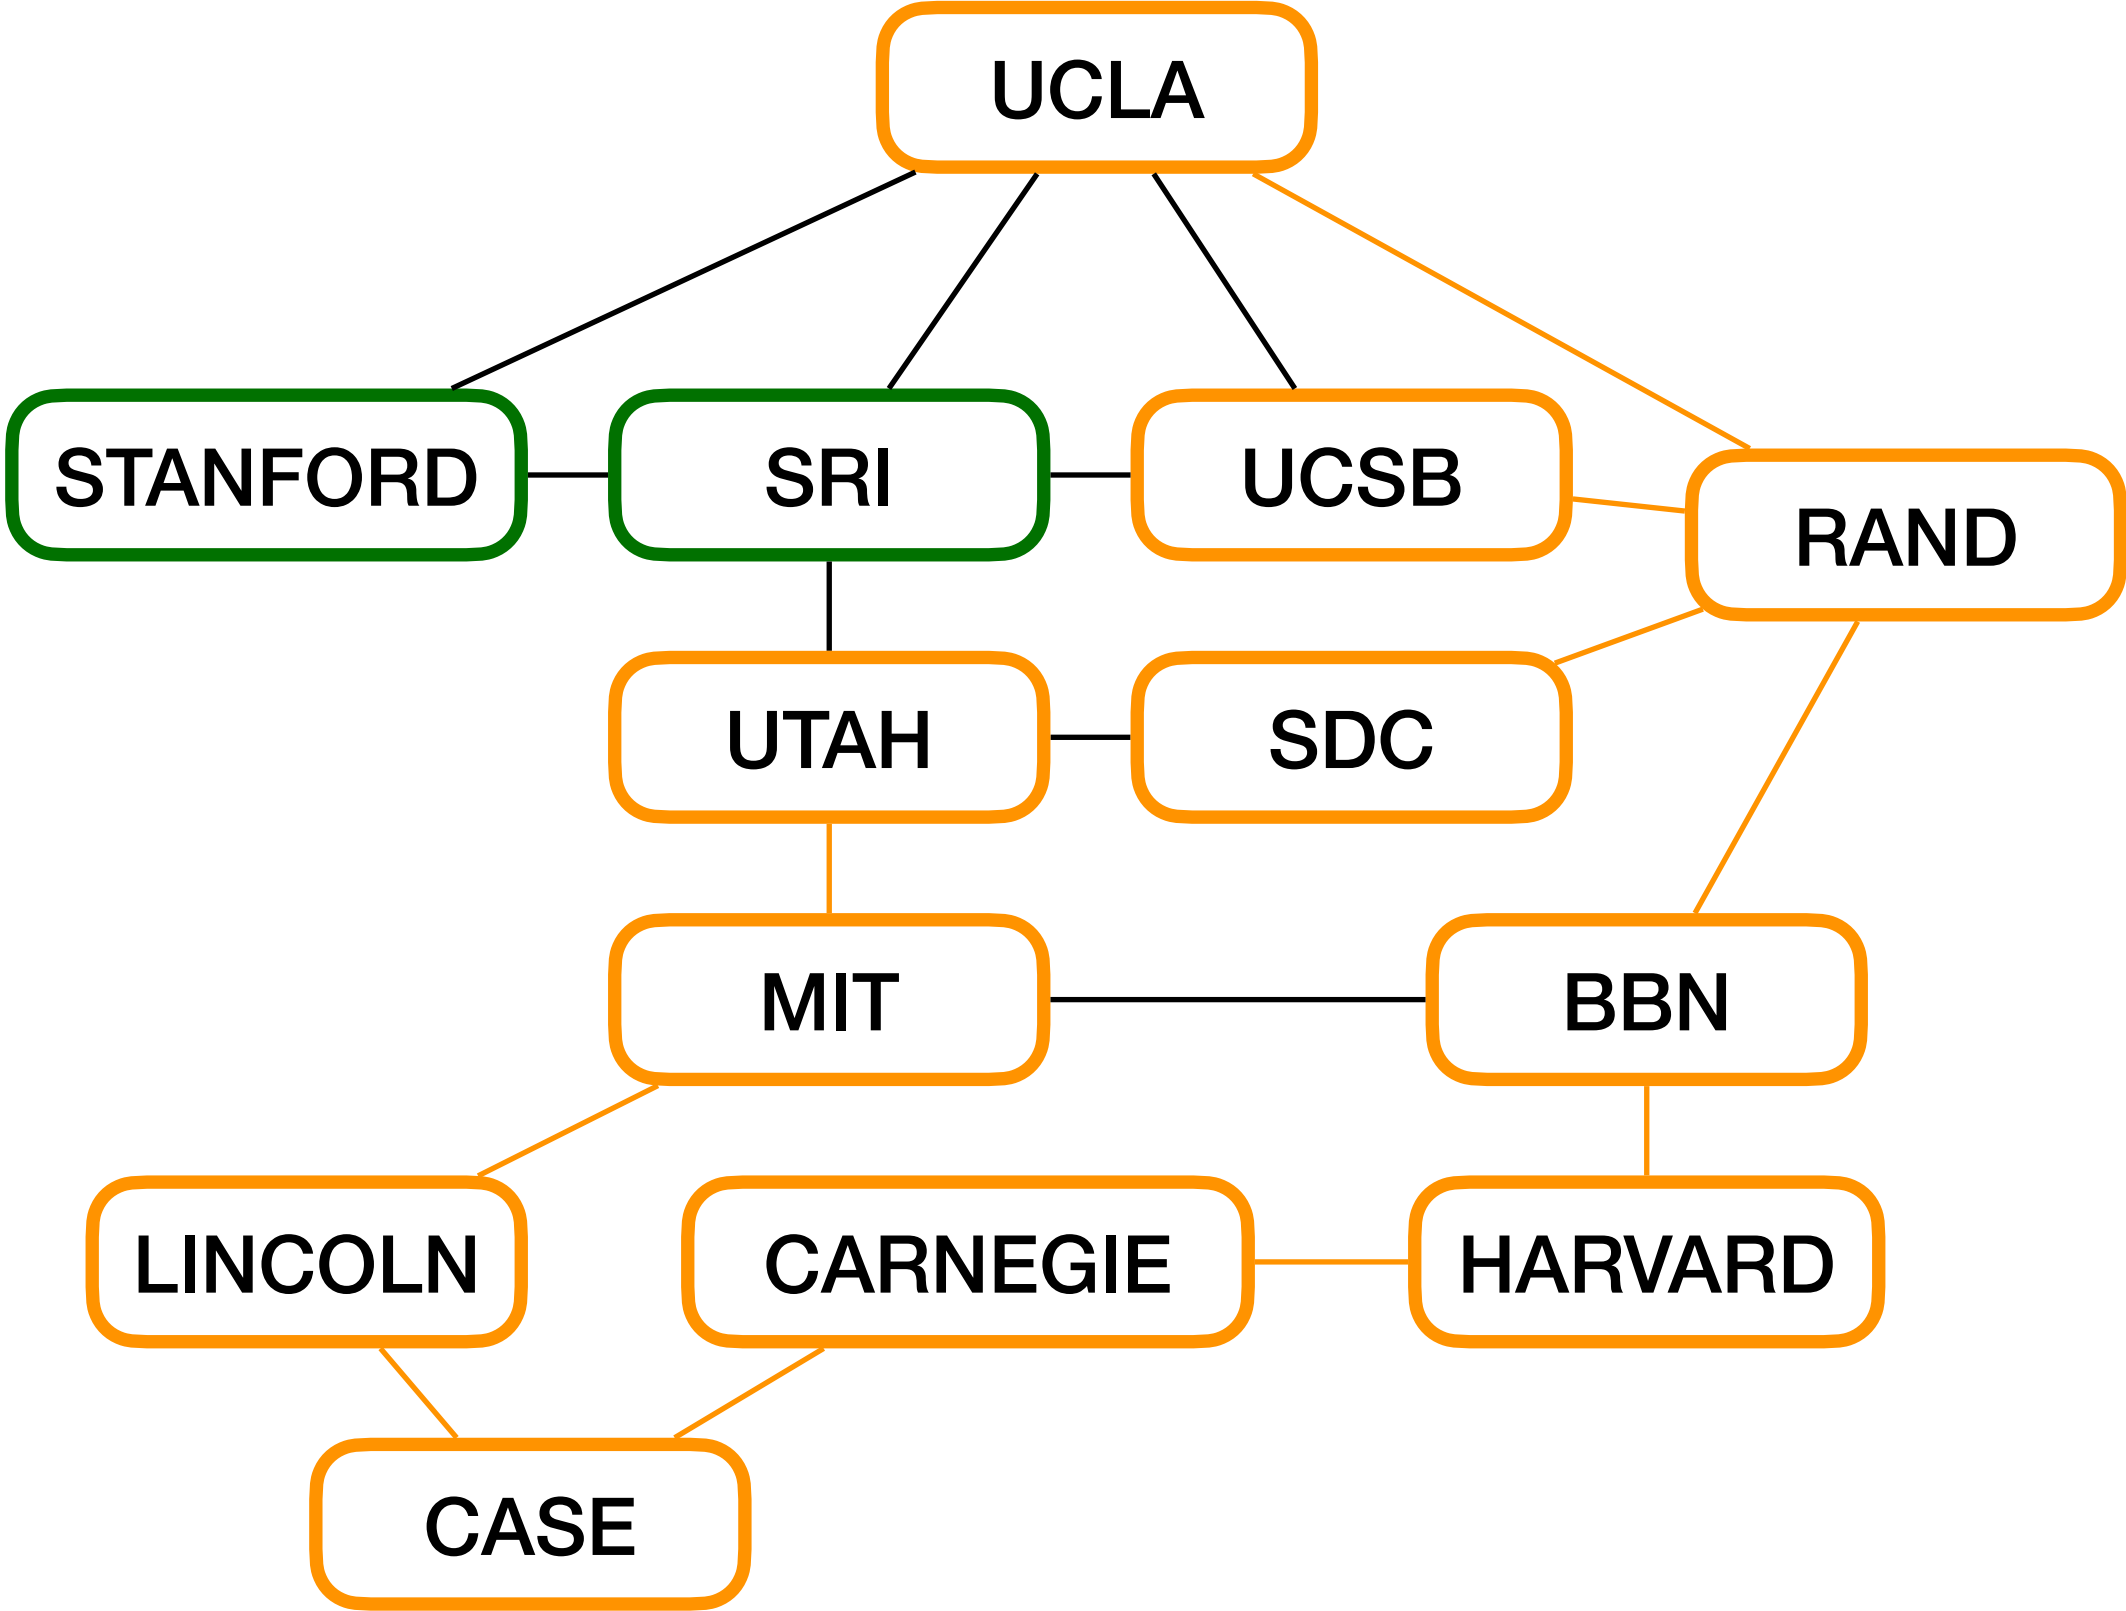 UCLA
STANFORD
SRI
UCSB
RAND
UTAH
SDC
MIT
BBN
LINCOLN
CARNEGIE
HARVARD
CASE